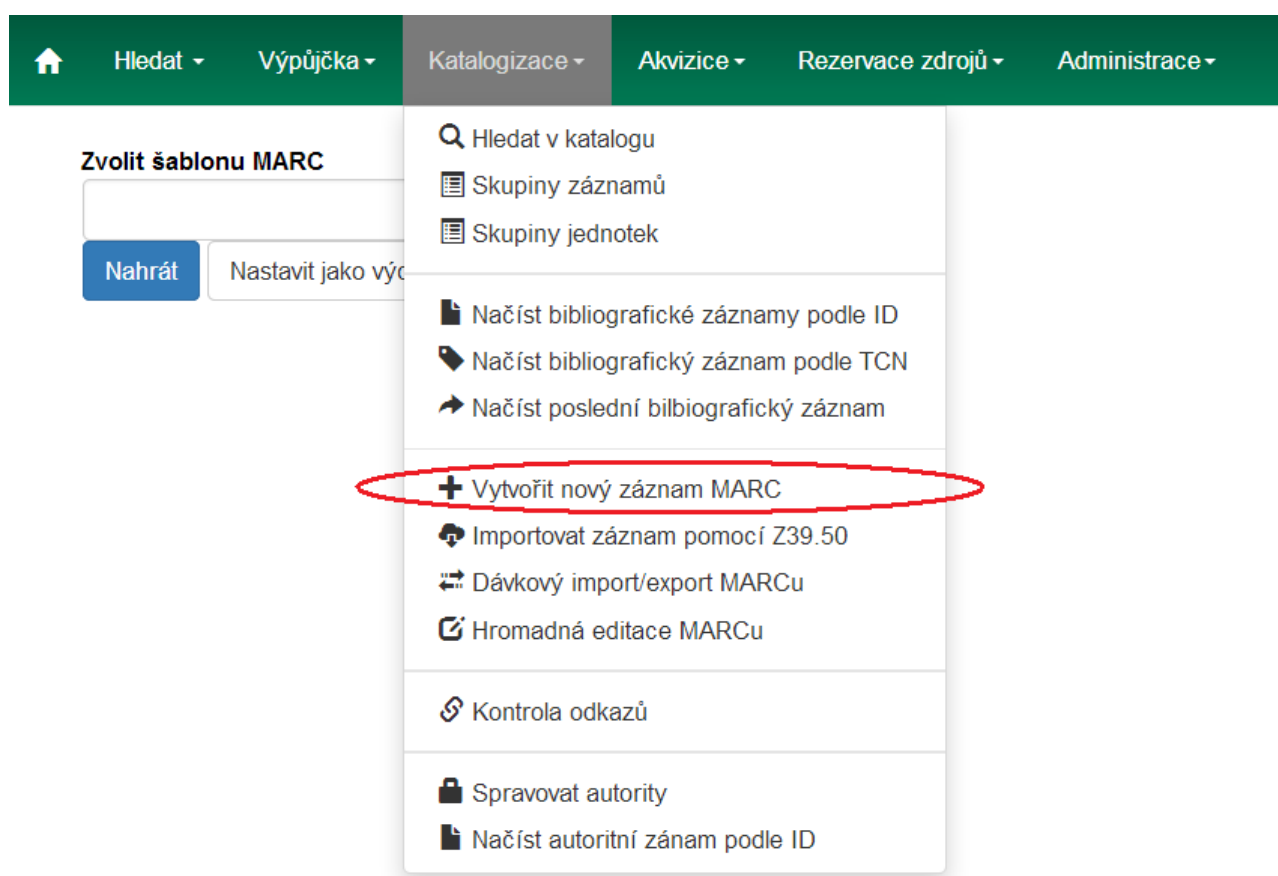 Hledat Výpůjčka Katalogizace Akvizice Rezervace zdrojů Administrace
Zvolit šablonu MARC
Nahrát Nastavit jako výc
Hledat v katalogu
Skupiny záznamů
Skupiny jednotek
Načíst bibliografické záznamy podle ID
Načíst bibliografický záznam podle TCN
Načíst poslední bilbiografický záznam
Vytvořit nový záznam MARC
Importovat záznam pomocí Z39.50
Dávkový import/export MARCu
Hromadná editace MARCu
Kontrola odkazů
Spravovat autority
Načíst autoritní zánam podle ID